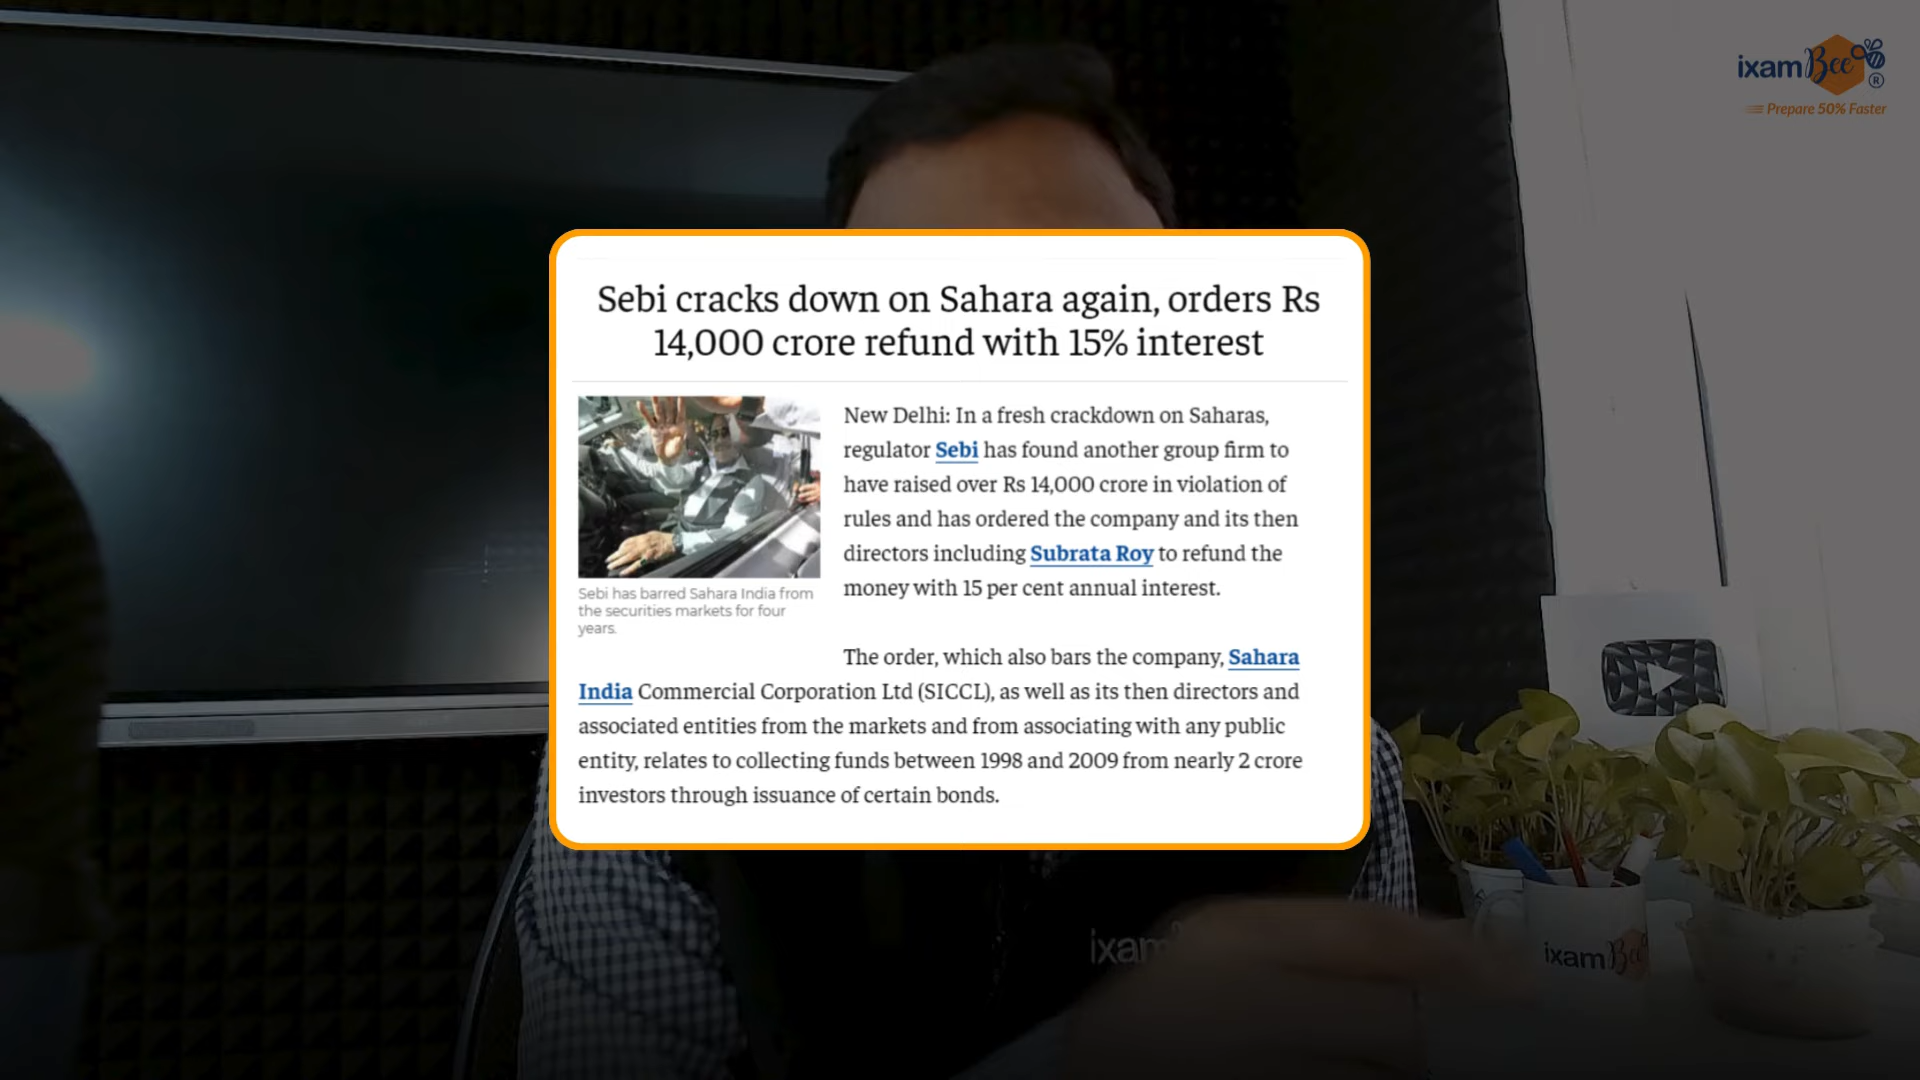 ixamBee
®
Prepare 50% Faster
Sebi cracks down on Sahara again, orders Rs
14,000 crore refund with 15% interest
New Delhi: In a fresh crackdown on Saharas,
regulator Sebi has found another group firm to
have raised over Rs 14,000 crore in violation of
rules and has ordered the company and its then
directors including Subrata Roy to refund the
money with 15 per cent annual interest.
Sebi has barred Sahara India from
the securities markets for four
years.
The order, which also bars the company, Sahara
India Commercial Corporation Ltd (SICCL), as well as its then directors and
associated entities from the markets and from associating with any public
entity, relates to collecting funds between 1998 and 2009 from nearly 2 crore
investors through issuance of certain bonds.
ixam
ixamBee